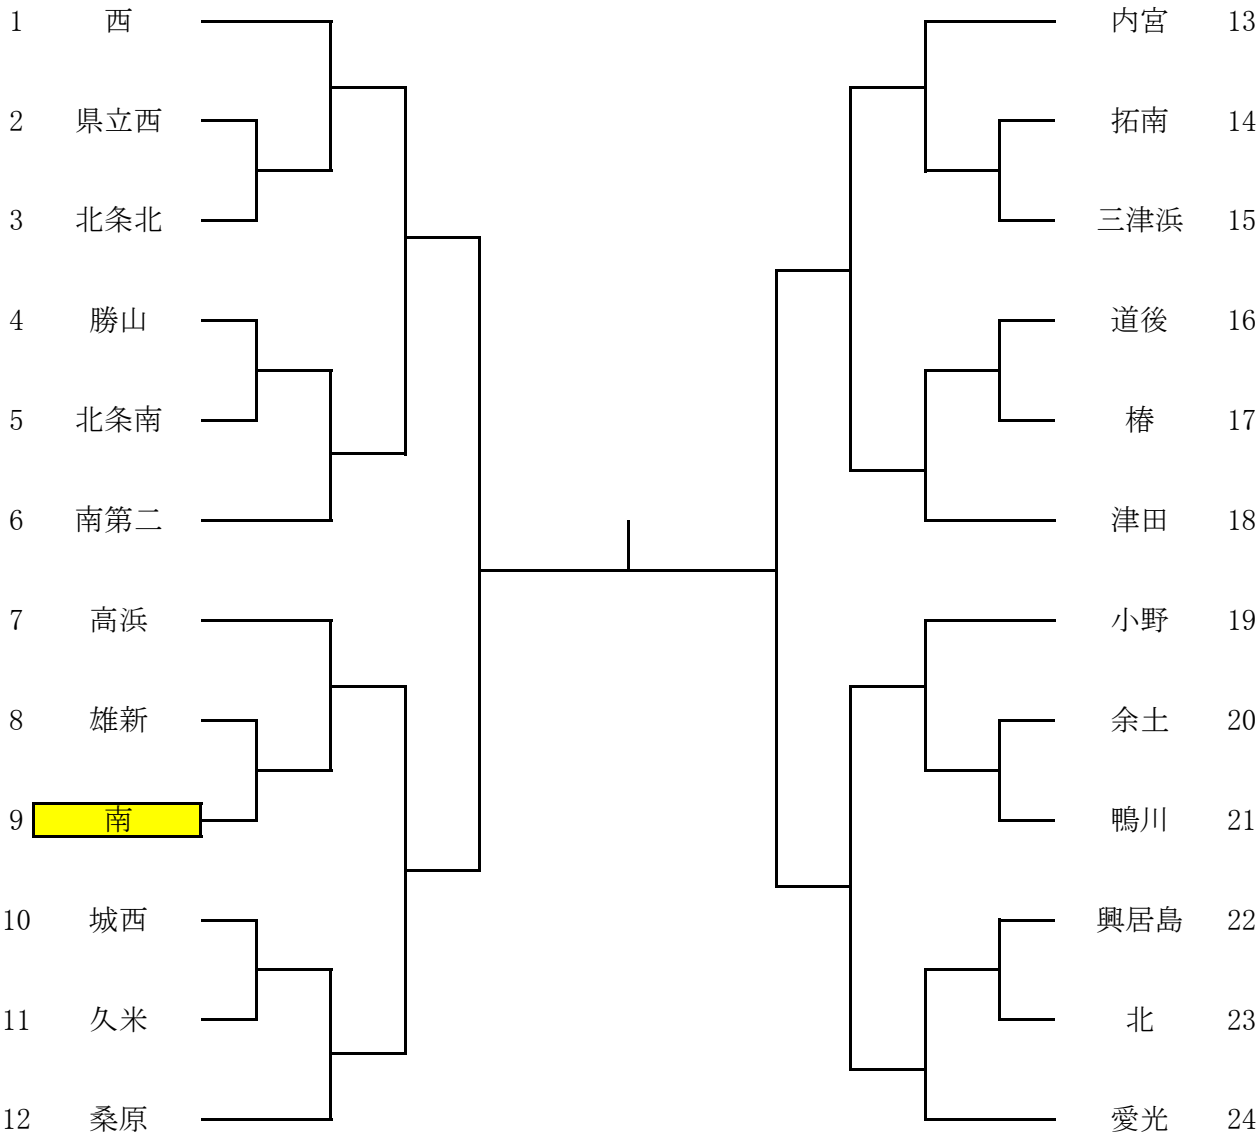 1 西
2 県立西
3 北条北
4 勝山
5 北条南
6 南第二
7 高浜
8 雄新
9 南
10 城西
11 久米
12 桑原
内宮 13
拓南 14
三津浜 15
道後 16
椿 17
津田 18
小野 19
余土 20
鴨川 21
興居島 22
北 23
愛光 24